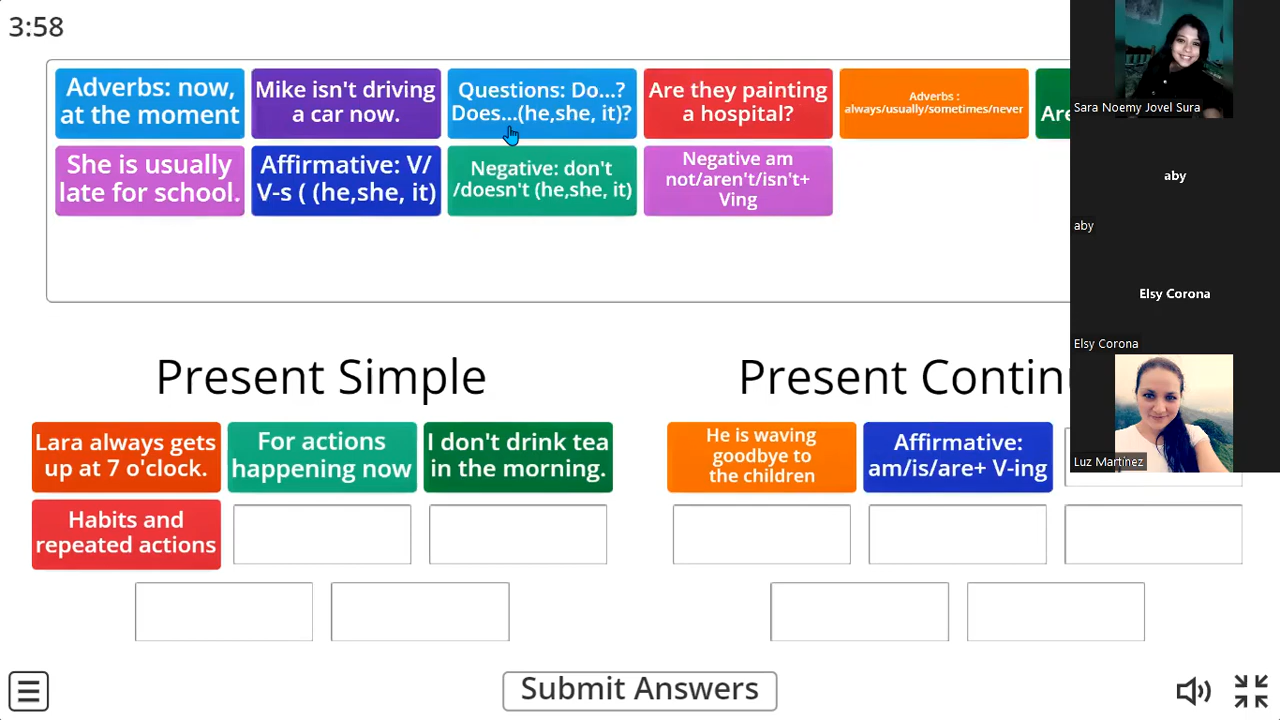 3:58
Adverbs: now,
at the moment
Mike isn't driving
a car now.
Questions: Do...?
Does...(he,she, it)?
Are they painting
a hospital?
Adverbs :
always/usually/sometimes/never
Are
She is usually
late for school.
Affirmative: V/
V-s ( (he,she, it)
Negative: don't
/doesn't (he,she, it)
Negative am
not/aren't/isn't+
Ving
Present Simple
Present Contin
Lara always gets
up at 7 o'clock.
For actions
happening now
I don't drink tea
in the morning.
Habits and
repeated actions
He is waving
goodbye to
the children
Affirmative:
am/is/are+ V-ing
Submit Answers
Sara Noemy Jovel Sura
aby
aby
Elsy Corona
Elsy Corona
Luz Martínez